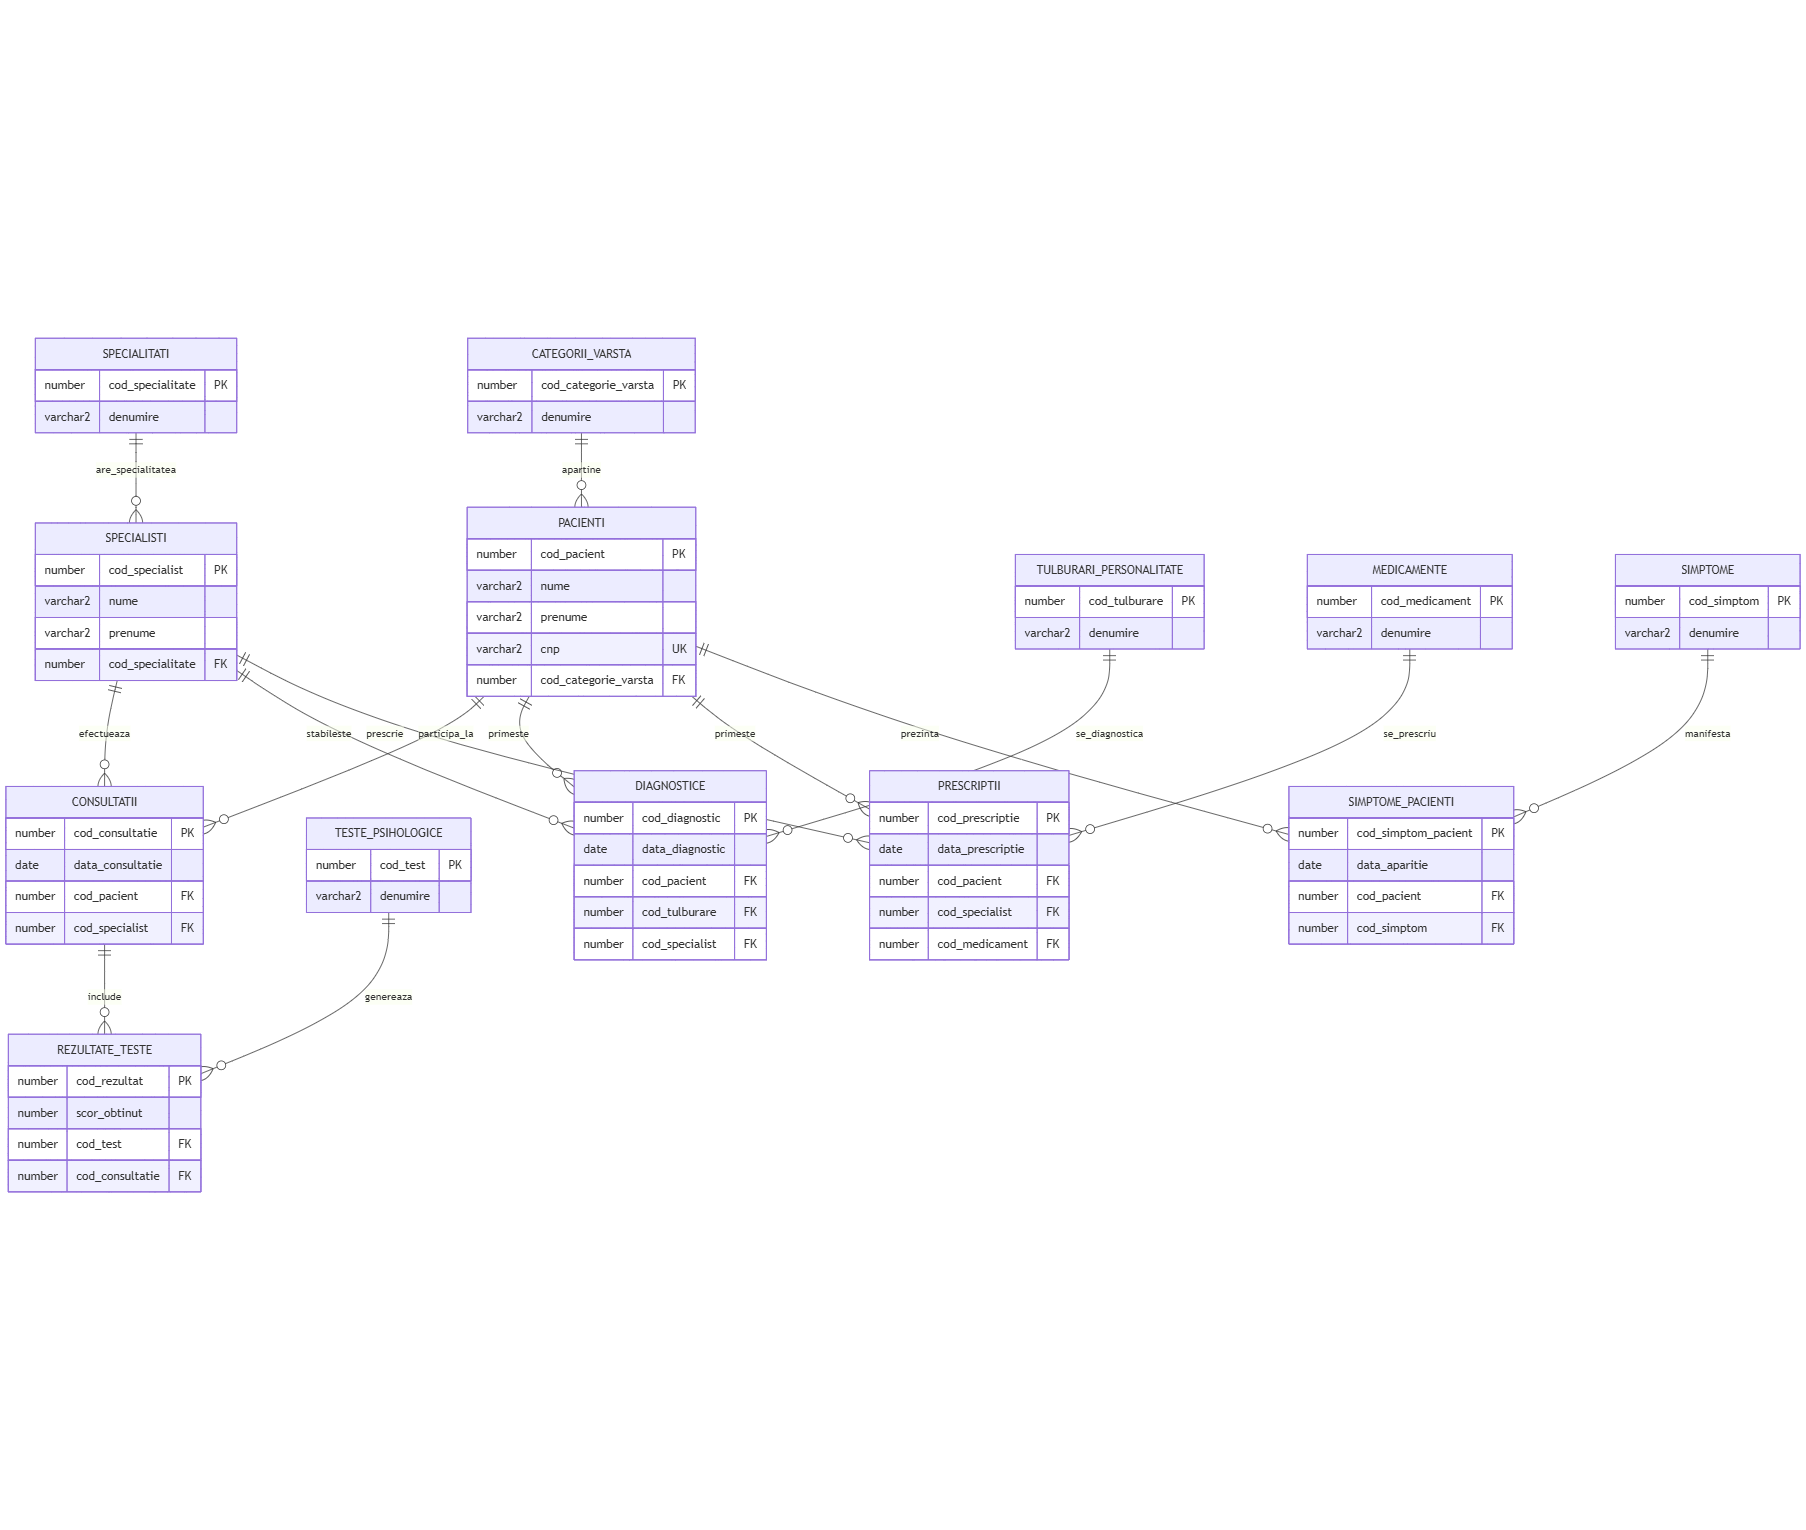 SPECIALITATI
number cod_specialitate PK
varchar2 denumire
CATEGORII_VARSTA
number cod_categorie_varsta PK
varchar2 denumire
are_specialitatea
apartine
SPECIALISTI
number cod_specialist PK
varchar2 nume
varchar2 prenume
number cod_specialitate FK
PACIENTI
number cod_pacient PK
varchar2 nume
varchar2 prenume
varchar2 cnp UK
number cod_categorie_varsta FK
TULBURARI_PERSONALITATE
number cod_tulburare PK
varchar2 denumire
MEDICAMENTE
number cod_medicament PK
varchar2 denumire
SIMPTOME
number cod_simptom PK
varchar2 denumire
efectueaza
stabileste
prescrie
participa_la
primeste
primeste
prezinta
se_diagnostica
se_prescriu
manifesta
CONSULTATII
number cod_consultatie PK
date data_consultatie
number cod_pacient FK
number cod_specialist FK
TESTE_PSIHOLOGICE
number cod_test PK
varchar2 denumire
DIAGNOSTICE
number cod_diagnostic PK
date data_diagnostic
number cod_pacient FK
number cod_tulburare FK
number cod_specialist FK
PRESCRIPTII
number cod_prescriptie PK
date data_prescriptie
number cod_pacient FK
number cod_specialist FK
number cod_medicament FK
SIMPTOME_PACIENTI
number cod_simptom_pacient PK
date data_aparitie
number cod_pacient FK
number cod_simptom FK
include
genereaza
REZULTATE_TESTE
number cod_rezultat PK
number scor_obtinut
number cod_test FK
number cod_consultatie FK